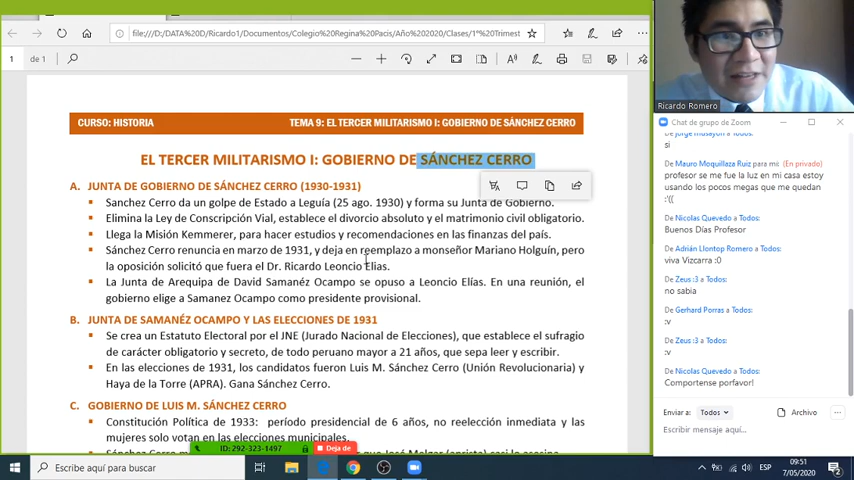 file:///D:/DATA%20D/Ricardo1/Documentos/Colegio%20Regina%20Pacis/Año%202020/Clases/1º%20Trimest
1 de 1
CURSO: HISTORIA TEMA 9: EL TERCER MILITARISMO I: GOBIERNO DE SÁNCHEZ CERRO
EL TERCER MILITARISMO I: GOBIERNO DE SÁNCHEZ CERRO
A. JUNTA DE GOBIERNO DE SÁNCHEZ CERRO (1930-1931)
Sanchez Cerro da un golpe de Estado a Leguía (25 ago. 1930) y forma su Junta de Gobierno.
Elimina la Ley de Conscripción Vial, establece el divorcio absoluto y el matrimonio civil obligatorio.
Llega la Misión Kemmerer, para hacer estudios y recomendaciones en las finanzas del país.
Sánchez Cerro renuncia en marzo de 1931, y deja en reemplazo a monseñor Mariano Holguín, pero
la oposición solicitó que fuera el Dr. Ricardo Leoncio Elias.
La Junta de Arequipa de David Samanéz Ocampo se opuso a Leoncio Elías. En una reunión, el
gobierno elige a Samanez Ocampo como presidente provisional.
B. JUNTA DE SAMANÉZ OCAMPO Y LAS ELECCIONES DE 1931
Se crea un Estatuto Electoral por el JNE (Jurado Nacional de Elecciones), que establece el sufragio
de carácter obligatorio y secreto, de todo peruano mayor a 21 años, que sepa leer y escribir.
En las elecciones de 1931, los candidatos fueron Luis M. Sánchez Cerro (Unión Revolucionaria) y
Haya de la Torre (APRA). Gana Sánchez Cerro.
C. GOBIERNO DE LUIS M. SÁNCHEZ CERRO
Constitución Política de 1933: período presidencial de 6 años, no reelección inmediata y las
mujeres solo votan en las elecciones municipales.
ID: 292-323-1497 Deja de
Ricardo Romero
Chat de grupo de Zoom
De Jorge Musayon a Todos:
si
De Mauro Moquillaza Ruiz para mí: (En privado)
profesor se me fue la luz en mi casa estoy
usando los pocos megas que me quedan
:'((
De Nicolas Quevedo a Todos:
Buenos Días Profesor
De Adrián Llontop Romero a Todos:
viva Vizcarra :0)
De Zeus :3 a Todos:
no sabia
De Gerhard Porras a Todos:
:v
De Zeus :3 a Todos:
:v
De Nicolas Quevedo a Todos:
Comportense porfavor!
Enviar a: Todos Archivo
Escribir mensaje aquí...
Escribe aquí para buscar
ESP
09:51
7/05/2020
2